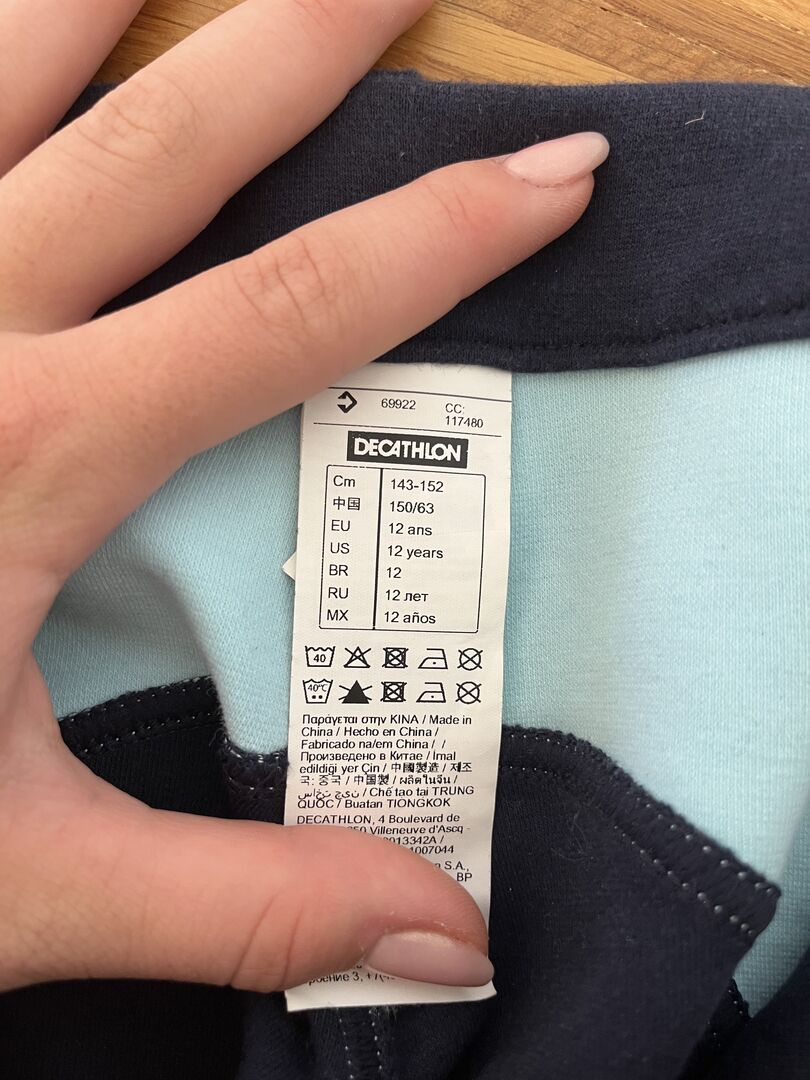 69922 CC:
117480
DECATHLON
Cm 143-152
中国 150/63
EU 12 ans
US 12 years
BR 12
RU 12 лет
MX 12 años
40
40°C
Παράγεται στην ΚΙΝΑ / Made in
China / Hecho en China /
Fabricado na/em China / /
Произведено в Китае / İmal
edildiği yer Çin / 中國製造 / 제조
국: 중국 / 中国製 / ผลิตในจีน /
/ Chế tạo tại TRUNG
QUỐC / Buatan TIONGKOK
DECATHLON, 4 Boulevard de
Villeneuve d'Ascq -
/
1007044
S.A.,
BP
3,